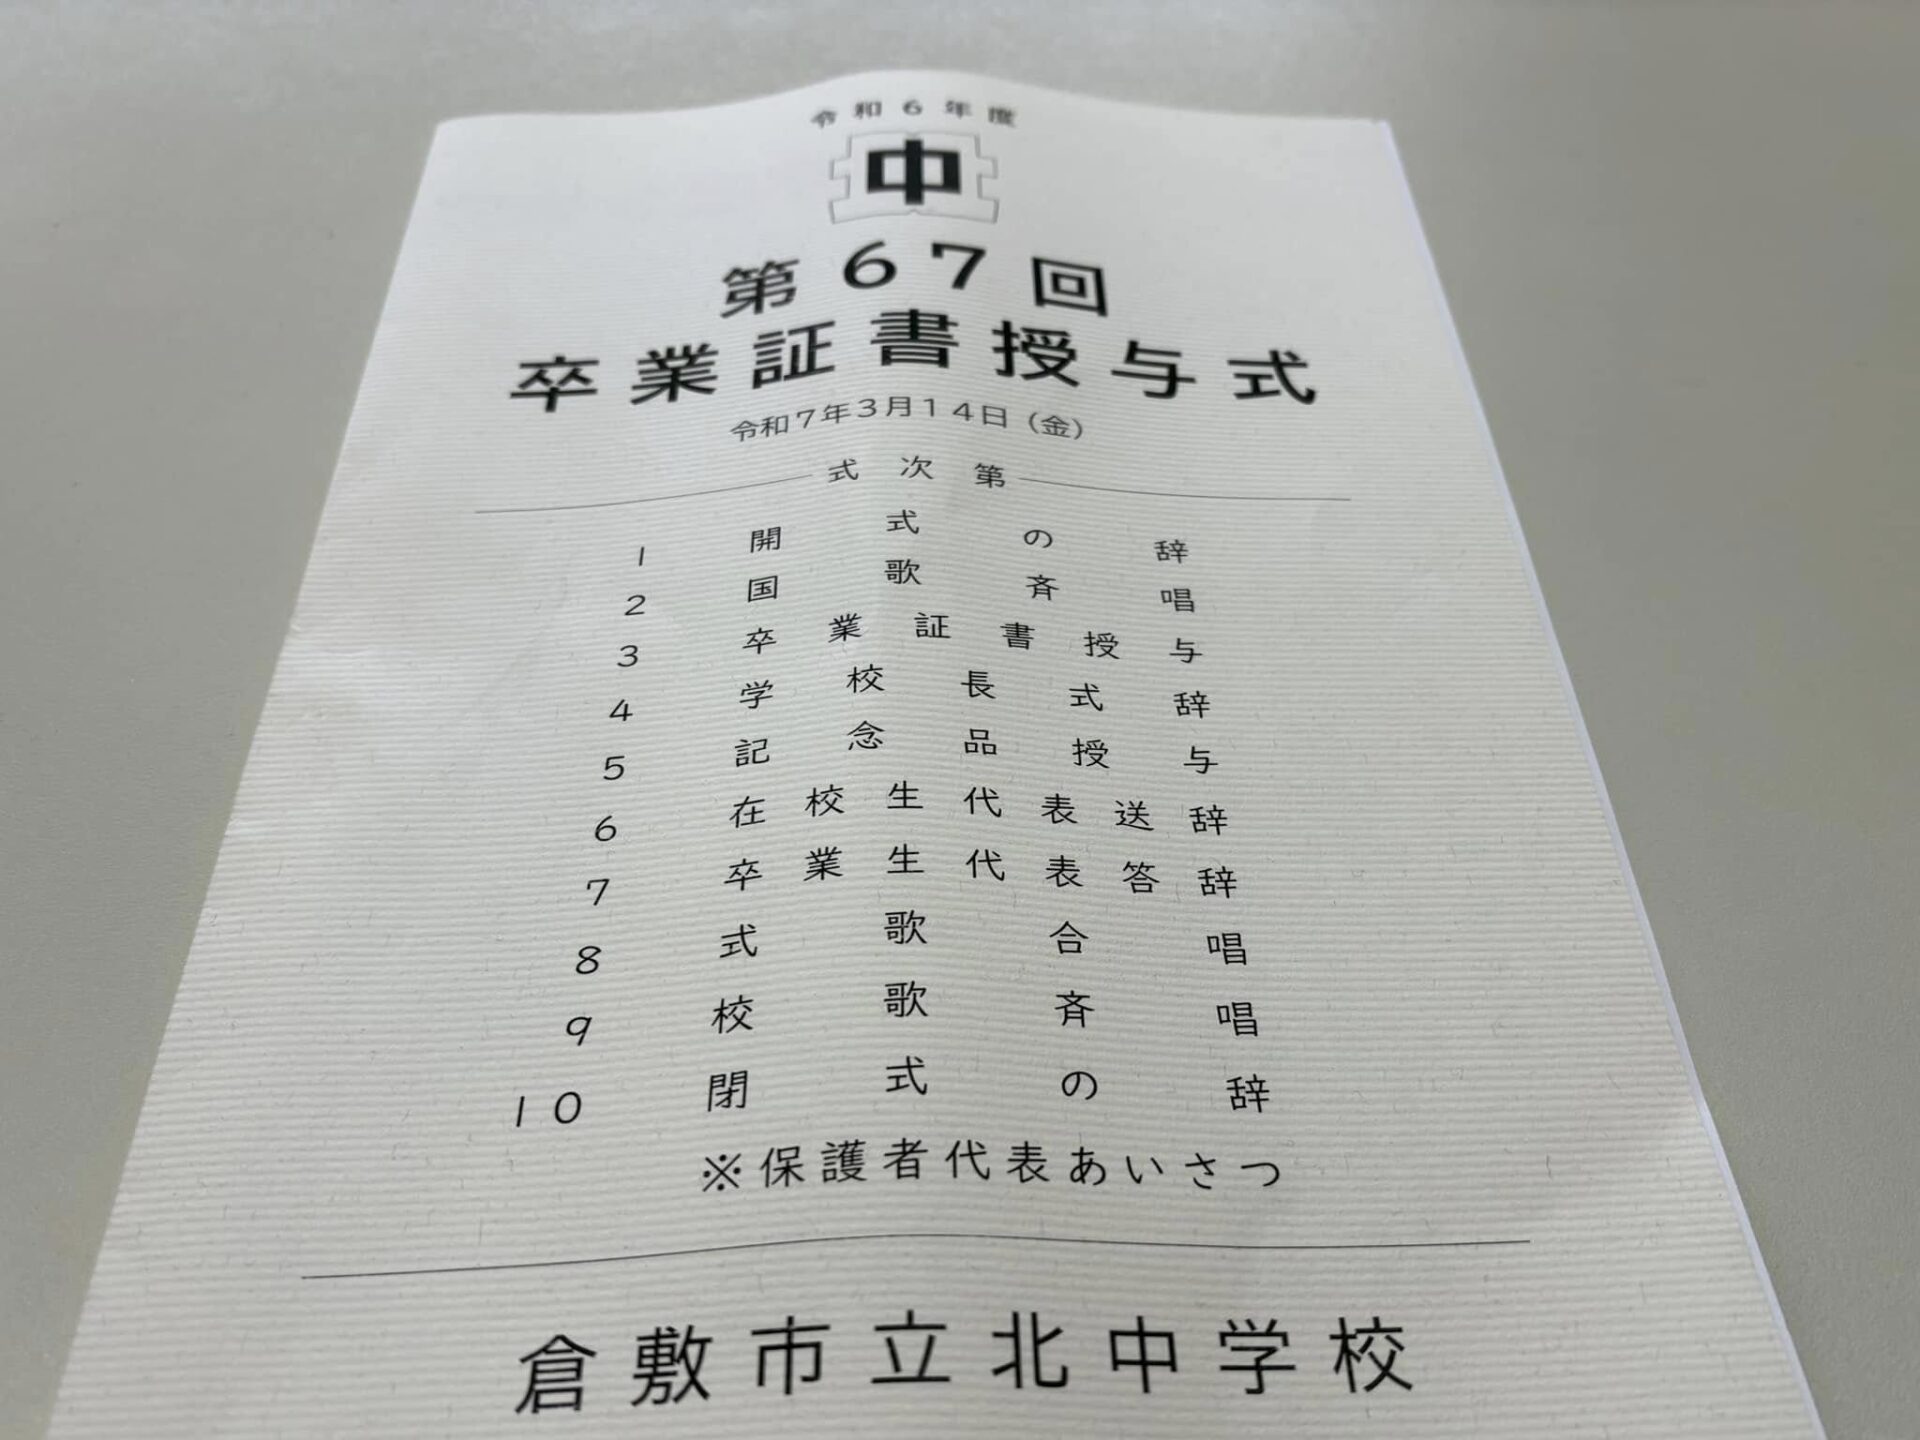 令和6年度
中
第67回
卒業証書授与式
令和7年3月14日（金）
式次第
1 開式の辞
2 国歌斉唱
3 卒業証書授与
4 学校長式辞
5 記念品授与
6 在校生代表送辞
7 卒業生代表答辞
8 式歌合唱
9 校歌斉唱
10 閉式の辞
※保護者代表あいさつ
倉敷市立北中学校